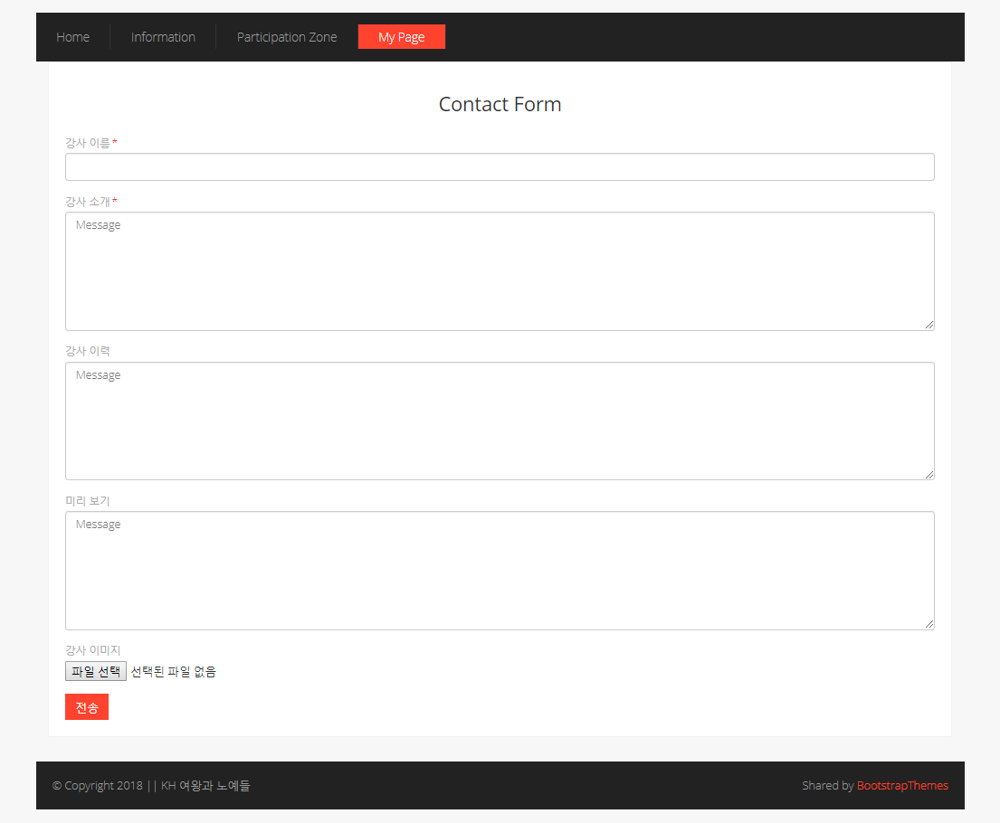 Home Information Participation Zone My Page
Contact Form
강사 이름*
강사 소개*
Message
강사 이력
Message
미리 보기
Message
강사 이미지
파일 선택 선택된 파일 없음
전송
© Copyright 2018 || KH 여왕과 노예들 Shared by BootstrapThemes